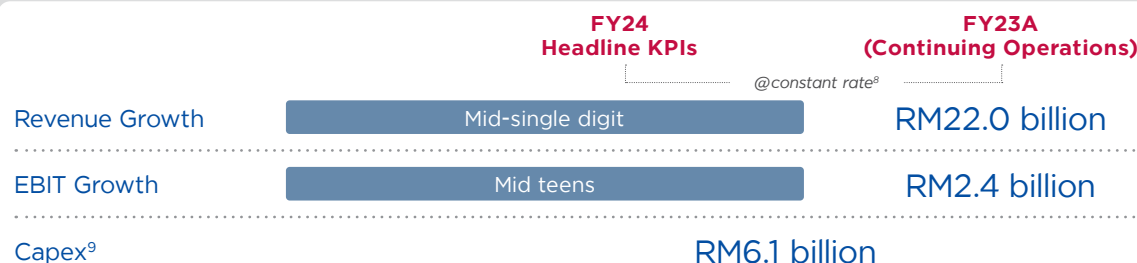 FY24 FY23A
Headline KPIs (Continuing Operations)
@constant rate⁸
Revenue Growth Mid-single digit RM22.0 billion
EBIT Growth Mid teens RM2.4 billion
Capex⁹ RM6.1 billion